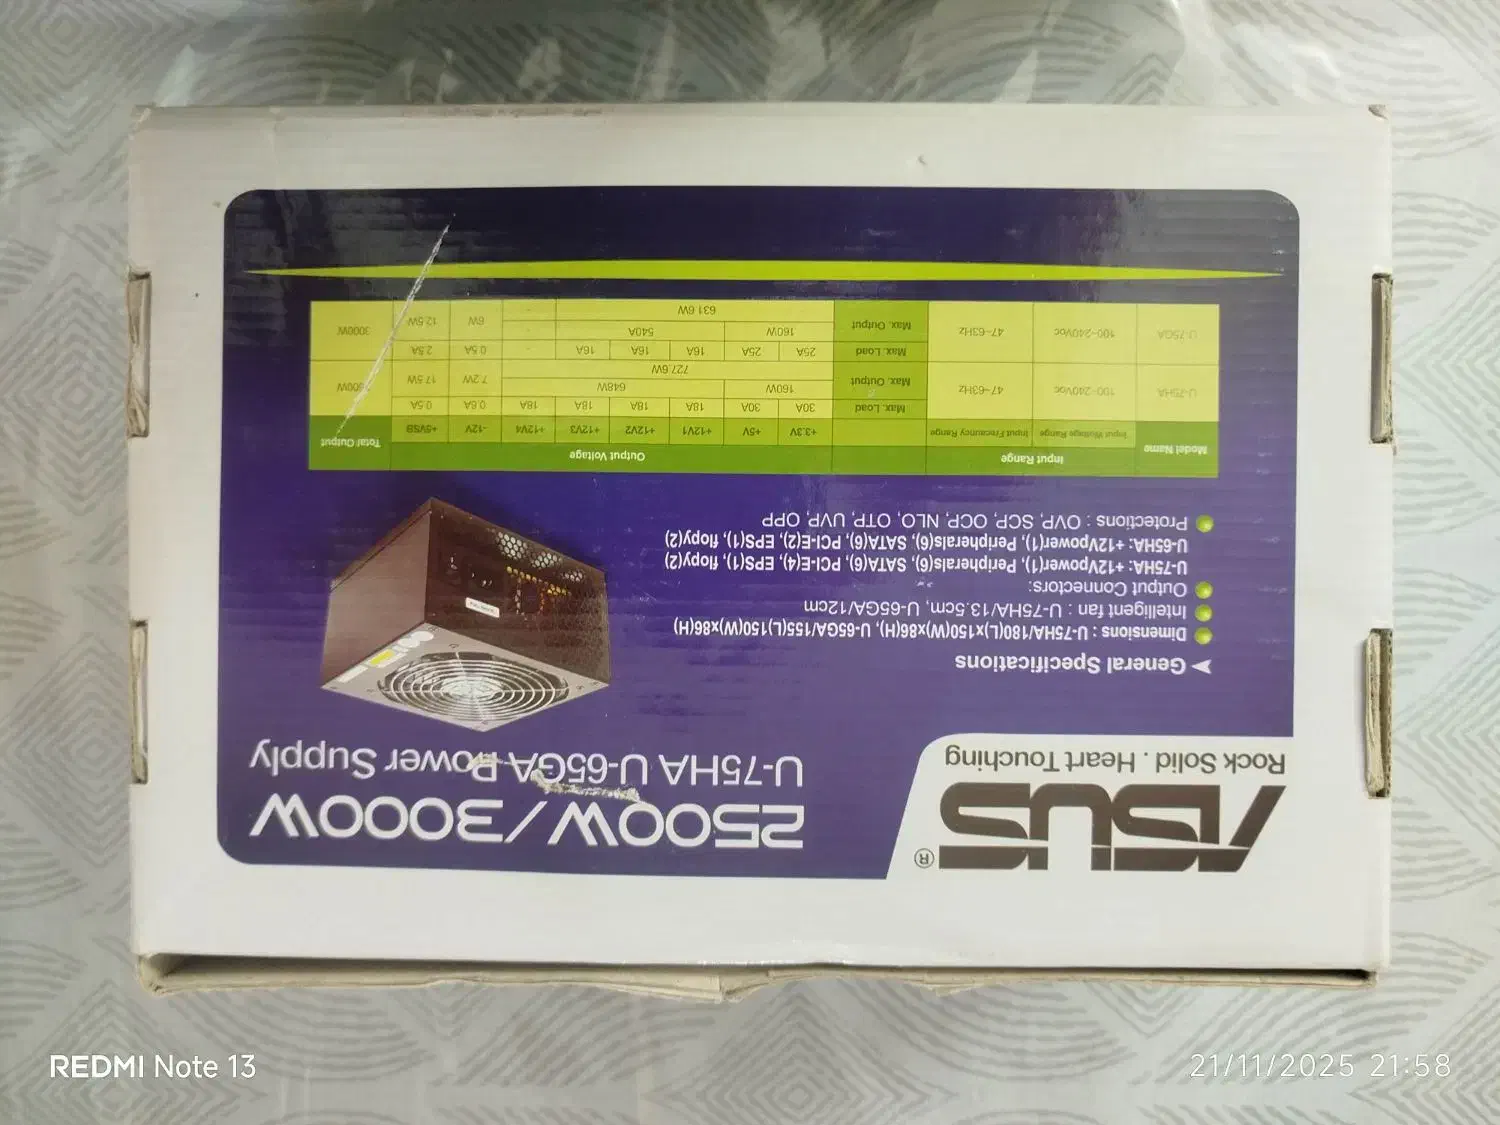 ASUS®
Rock Solid . Heart Touching
2500W/3000W
U-75HA U-65GA Power Supply
General Specifications
Dimensions : U-75HA/180(L)x150(W)x86(H), U-65GA/155(L)150(W)x86(H)
Intelligent fan : U-75HA/13.5cm, U-65GA/12cm
Output Connectors:
U-75HA: +12Vpower(1), Peripherals(6), SATA(6), PCI-E(4), EPS(1), flopy(2)
U-65HA: +12Vpower(1), Peripherals(6), SATA(6), PCI-E(2), EPS(1), flopy(2)
Protections : OVP, SCP, OCP, NLO, OTP, UVP, OPP
Model Name Input Range Output Voltage Total Output
Input Woltage Range Input Frecauncy Range +3.3V +5V +12V1 +12V2 +12V3 +12V4 -12V +5VSB
U-75HA 100~240Voc 47~63Hz Max. Load 30A 30A 18A 18A 18A 18A 0.6A 0.5A
Max. Output 160W 648W 7.2W 17.5W
727.6W
U-75GA 100~240Voc 47~63Hz Max. Load 25A 25A 16A 16A 16A - 0.5A 2.5A 3000W
Max. Output 160W 540A - 6W 12.5W
631.6W
REDMI Note 13
21/11/2025 21:58